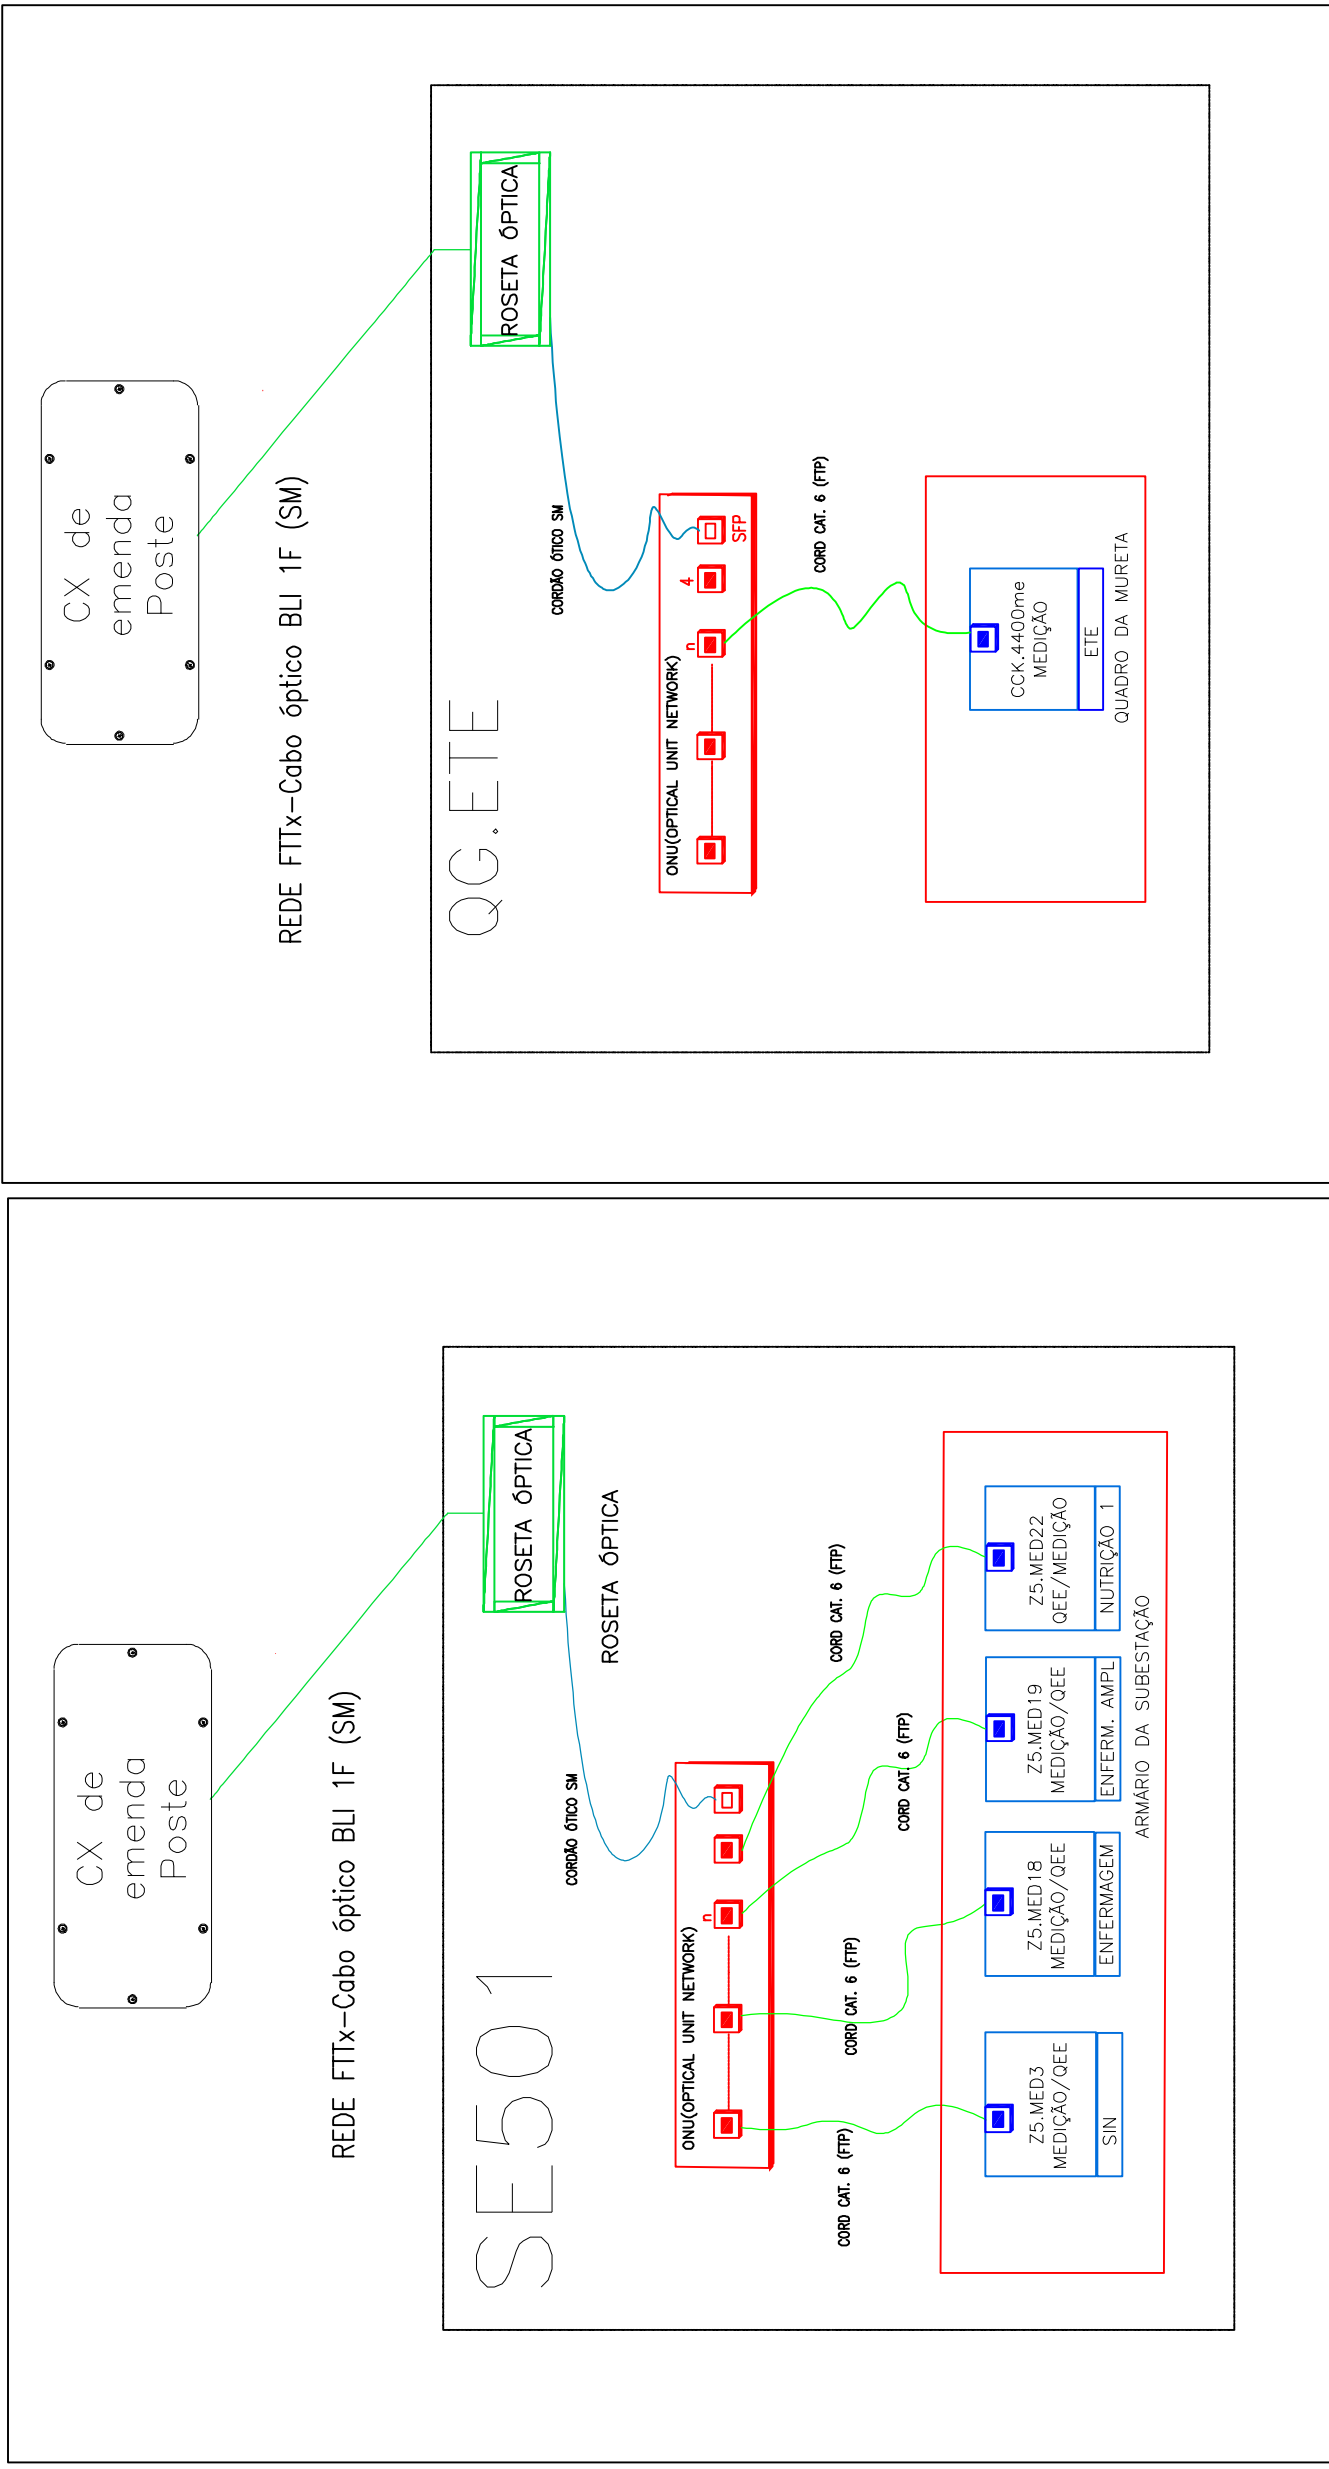 CX de
emenda
Poste
REDE FTTx-Cabo óptico BLI 1F (SM)
SE501
ROSETA ÓPTICA
ROSETA ÓPTICA
CORDÃO ÓTICO SM
ONU(OPTICAL UNIT NETWORK)
n
CORD CAT. 6 (FTP)
CORD CAT. 6 (FTP)
CORD CAT. 6 (FTP)
CORD CAT. 6 (FTP)
Z5.MED3
MEDIÇÃO/QEE
SIN
Z5.MED18
MEDIÇÃO/QEE
ENFERMAGEM
Z5.MED19
MEDIÇÃO/QEE
ENFERM. AMPL
Z5.MED22
QEE/MEDIÇÃO
NUTRIÇÃO 1
ARMÁRIO DA SUBESTAÇÃO
CX de
emenda
Poste
REDE FTTx-Cabo óptico BLI 1F (SM)
QG.ETE
ROSETA ÓPTICA
CORDÃO ÓTICO SM
ONU(OPTICAL UNIT NETWORK)
n
4
SFP
CORD CAT. 6 (FTP)
CCK.4400me
MEDIÇÃO
ETE
QUADRO DA MURETA